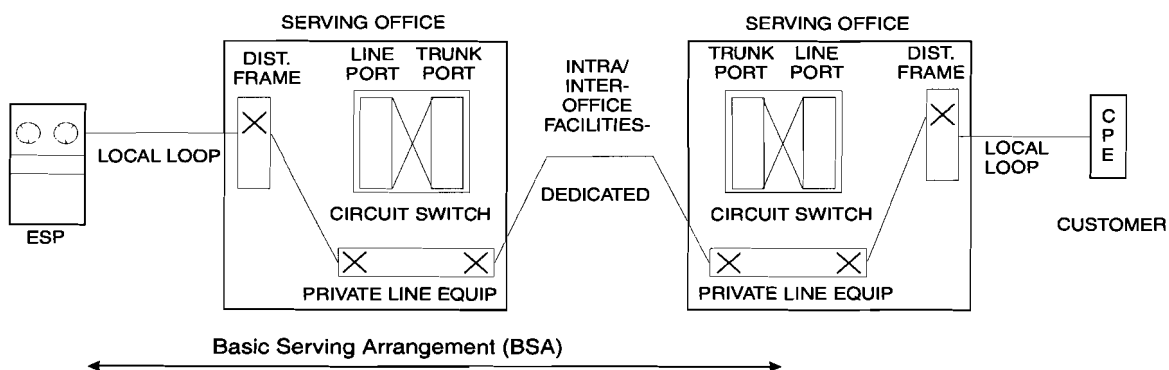 SERVING OFFICE
DIST.
FRAME
LINE
PORT
TRUNK
PORT
CIRCUIT SWITCH
PRIVATE LINE EQUIP
ESP
LOCAL LOOP
INTRA/
INTER-
OFFICE
FACILITIES-
DEDICATED
SERVING OFFICE
TRUNK
PORT
LINE
PORT
DIST.
FRAME
CIRCUIT SWITCH
PRIVATE LINE EQUIP
LOCAL
LOOP
C
P
E
CUSTOMER
Basic Serving Arrangement (BSA)